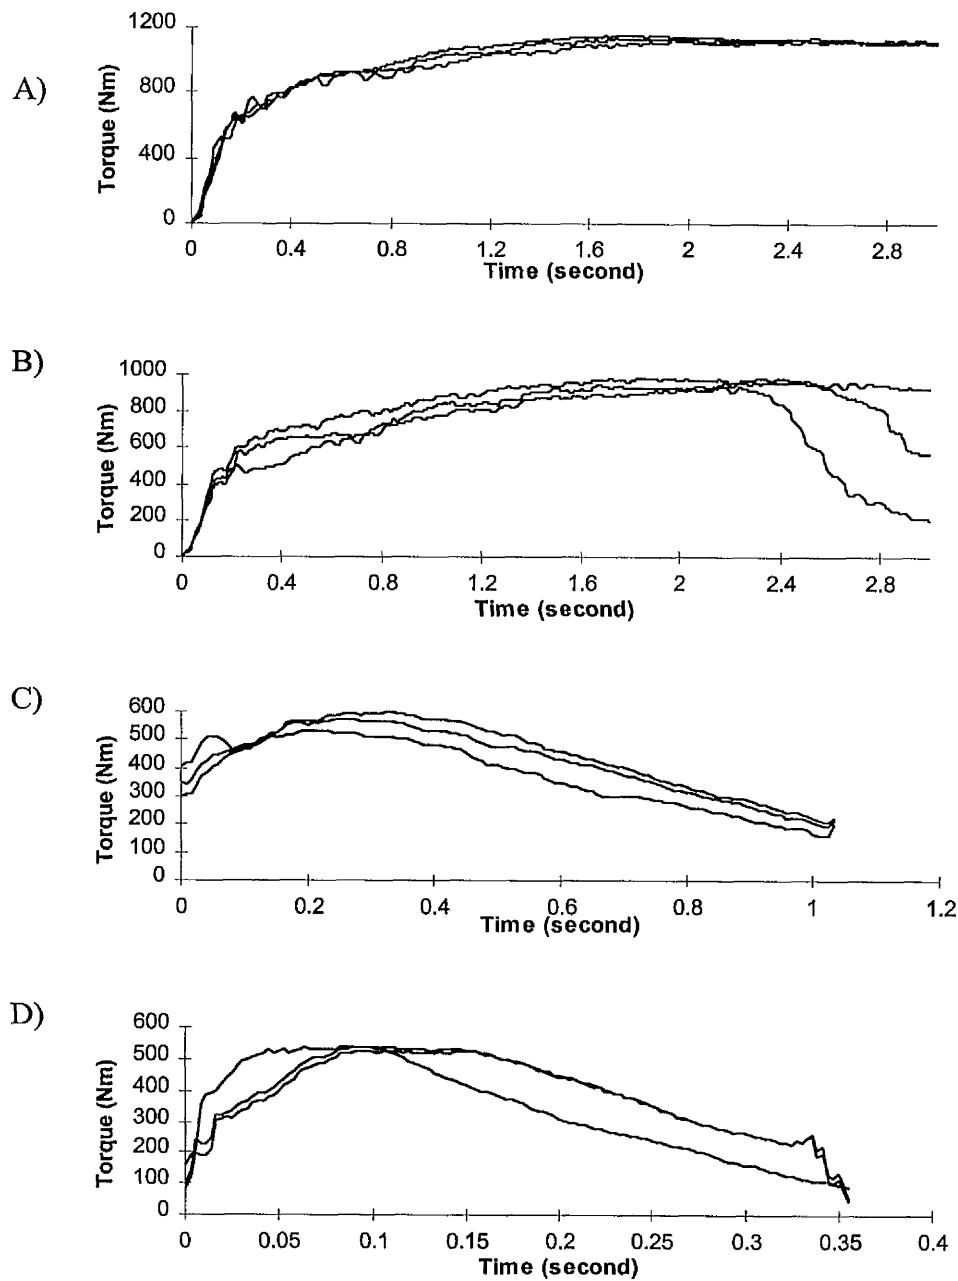 A)
Torque (Nm)
1200
800
400
0
0 0.4 0.8 1.2 1.6 2 2.4 2.8
Time (second)
B)
Torque (Nm)
1000
800
600
400
200
0
0 0.4 0.8 1.2 1.6 2 2.4 2.8
Time (second)
C)
Torque (Nm)
600
500
400
300
200
100
0
0 0.2 0.4 0.6 0.8 1 1.2
Time (second)
D)
Torque (Nm)
600
500
400
300
200
100
0
0 0.05 0.1 0.15 0.2 0.25 0.3 0.35 0.4
Time (second)